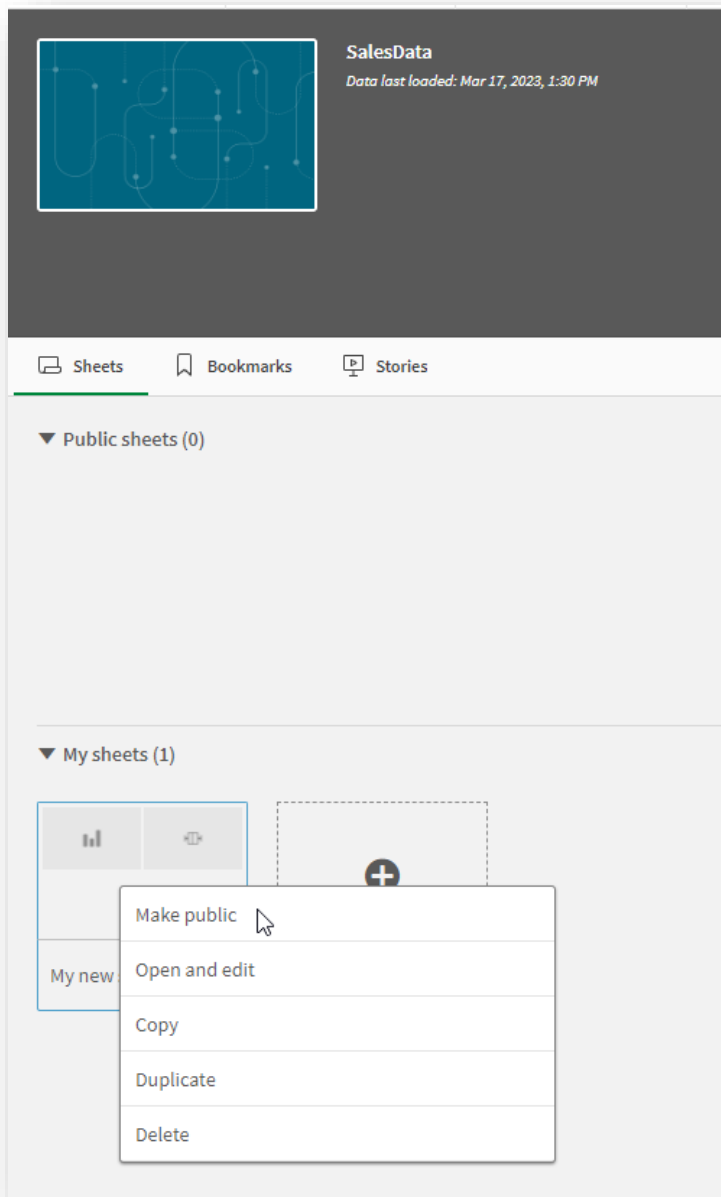 SalesData
Data last loaded: Mar 17, 2023, 1:30 PM
Sheets
Bookmarks
Stories
Public sheets (0)
My sheets (1)
Make public
Open and edit
My new
Copy
Duplicate
Delete